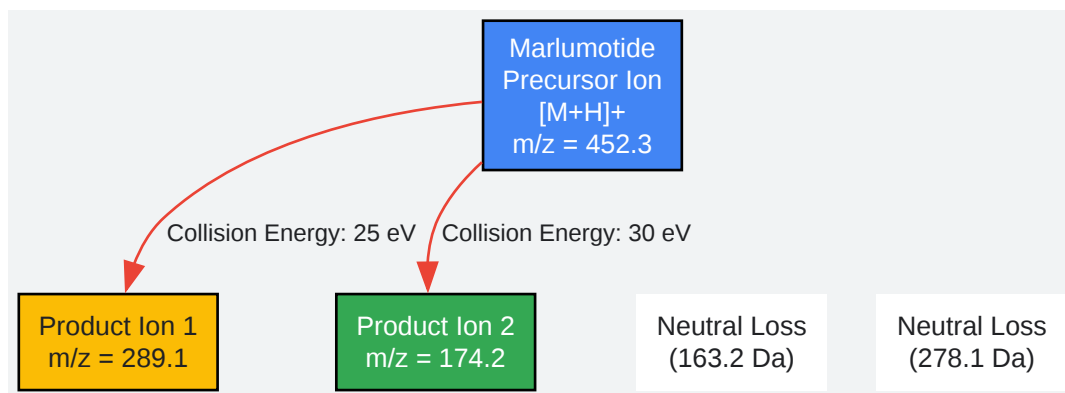 Marlumotide
Precursor Ion
[M+H]+
m/z = 452.3
Collision Energy: 25 eV
Collision Energy: 30 eV
Product Ion 1
m/z = 289.1
Product Ion 2
m/z = 174.2
Neutral Loss
(163.2 Da)
Neutral Loss
(278.1 Da)